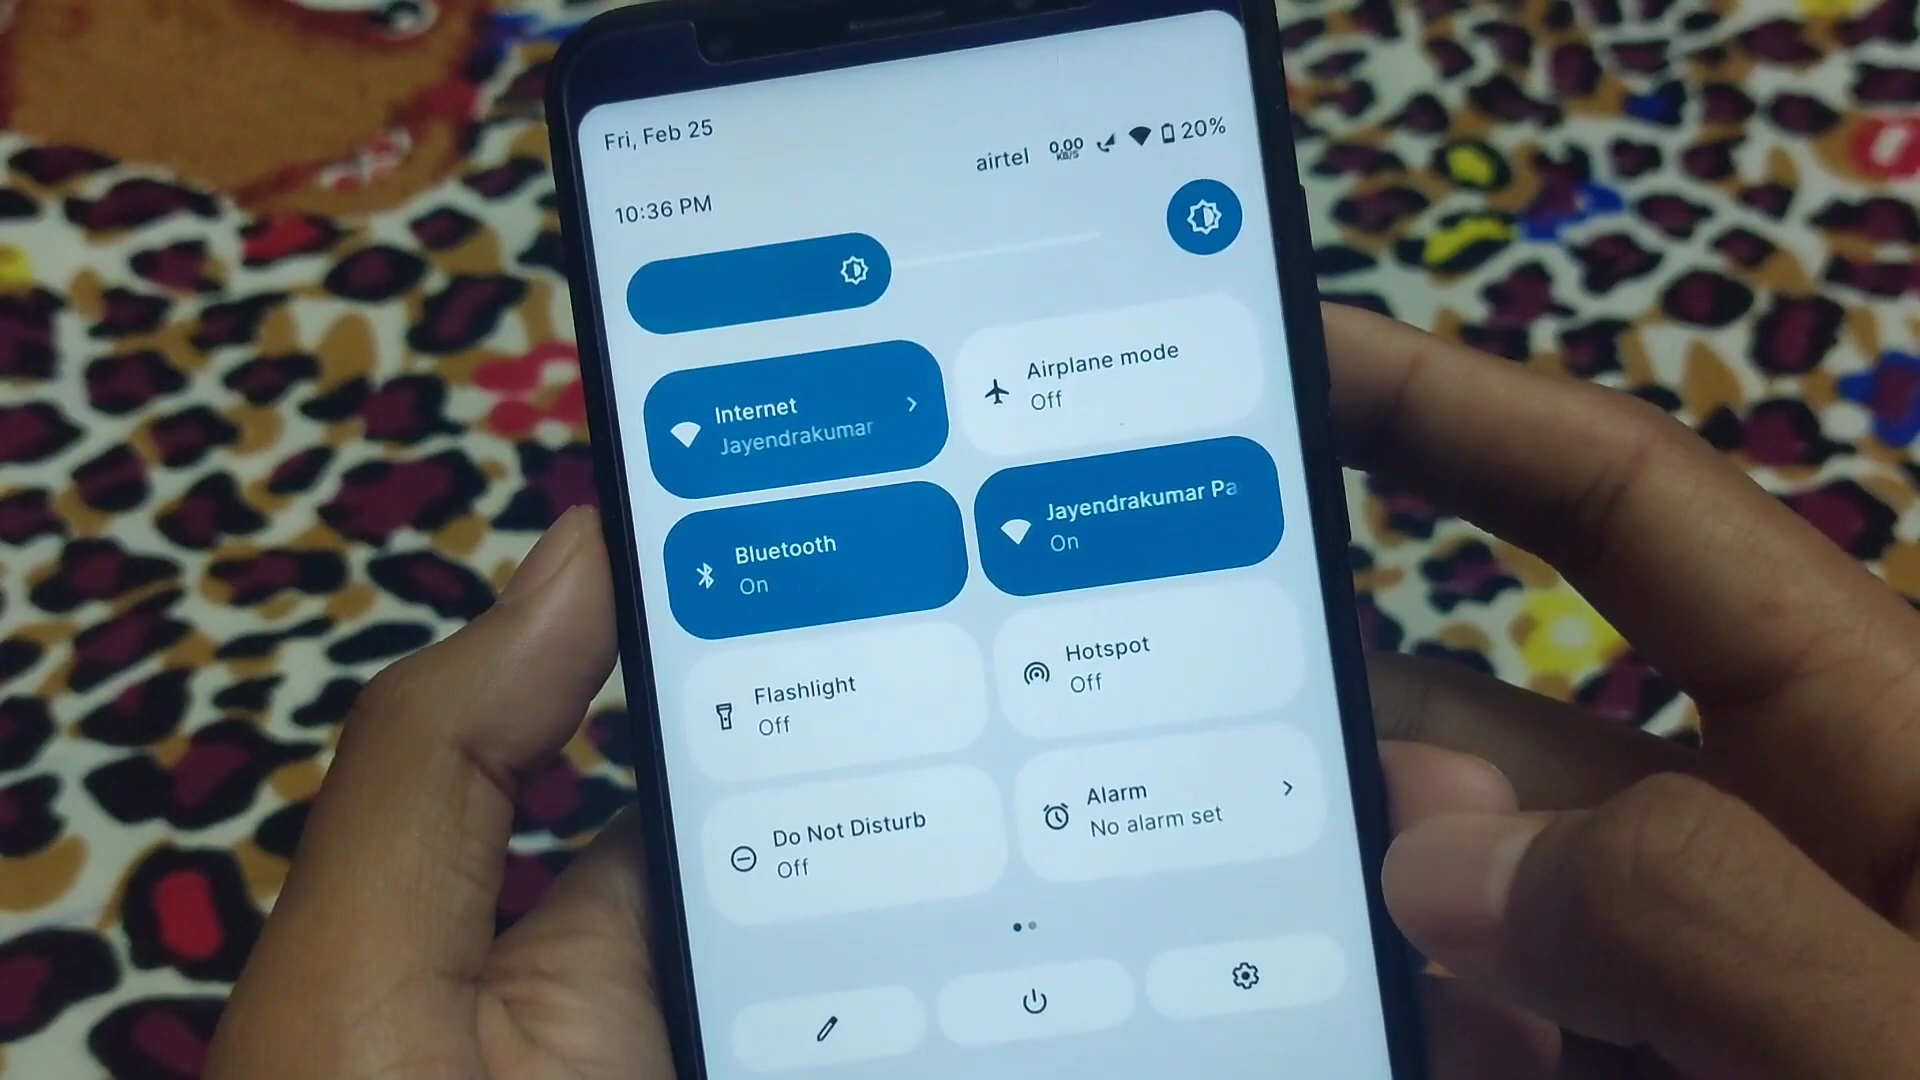 Fri, Feb 25
airtel 0.00 KB/S 20%
10:36 PM
Internet
Jayendrakumar
Airplane mode
Off
Bluetooth
On
Jayendrakumar Pa
On
Flashlight
Off
Hotspot
Off
Do Not Disturb
Off
Alarm
No alarm set